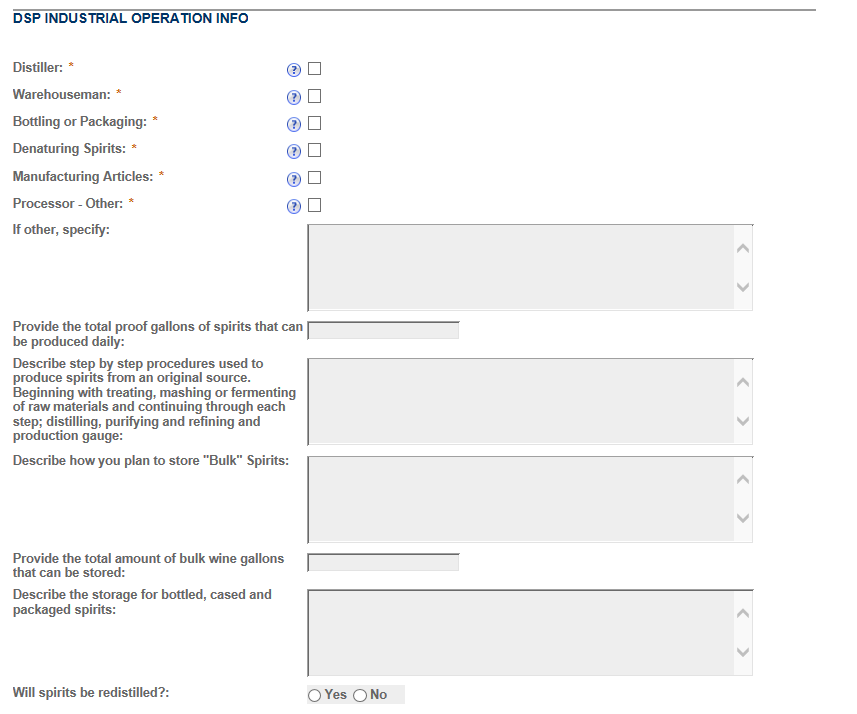 DSP INDUSTRIAL OPERATION INFO
Distiller: * ?
Warehouseman: * ?
Bottling or Packaging: * ?
Denaturing Spirits: * ?
Manufacturing Articles: * ?
Processor - Other: * ?
If other, specify:
Provide the total proof gallons of spirits that can
be produced daily:
Describe step by step procedures used to
produce spirits from an original source.
Beginning with treating, mashing or fermenting
of raw materials and continuing through each
step; distilling, purifying and refining and
production gauge:
Describe how you plan to store "Bulk" Spirits:
Provide the total amount of bulk wine gallons
that can be stored:
Describe the storage for bottled, cased and
packaged spirits:
Will spirits be redistilled?: Yes No